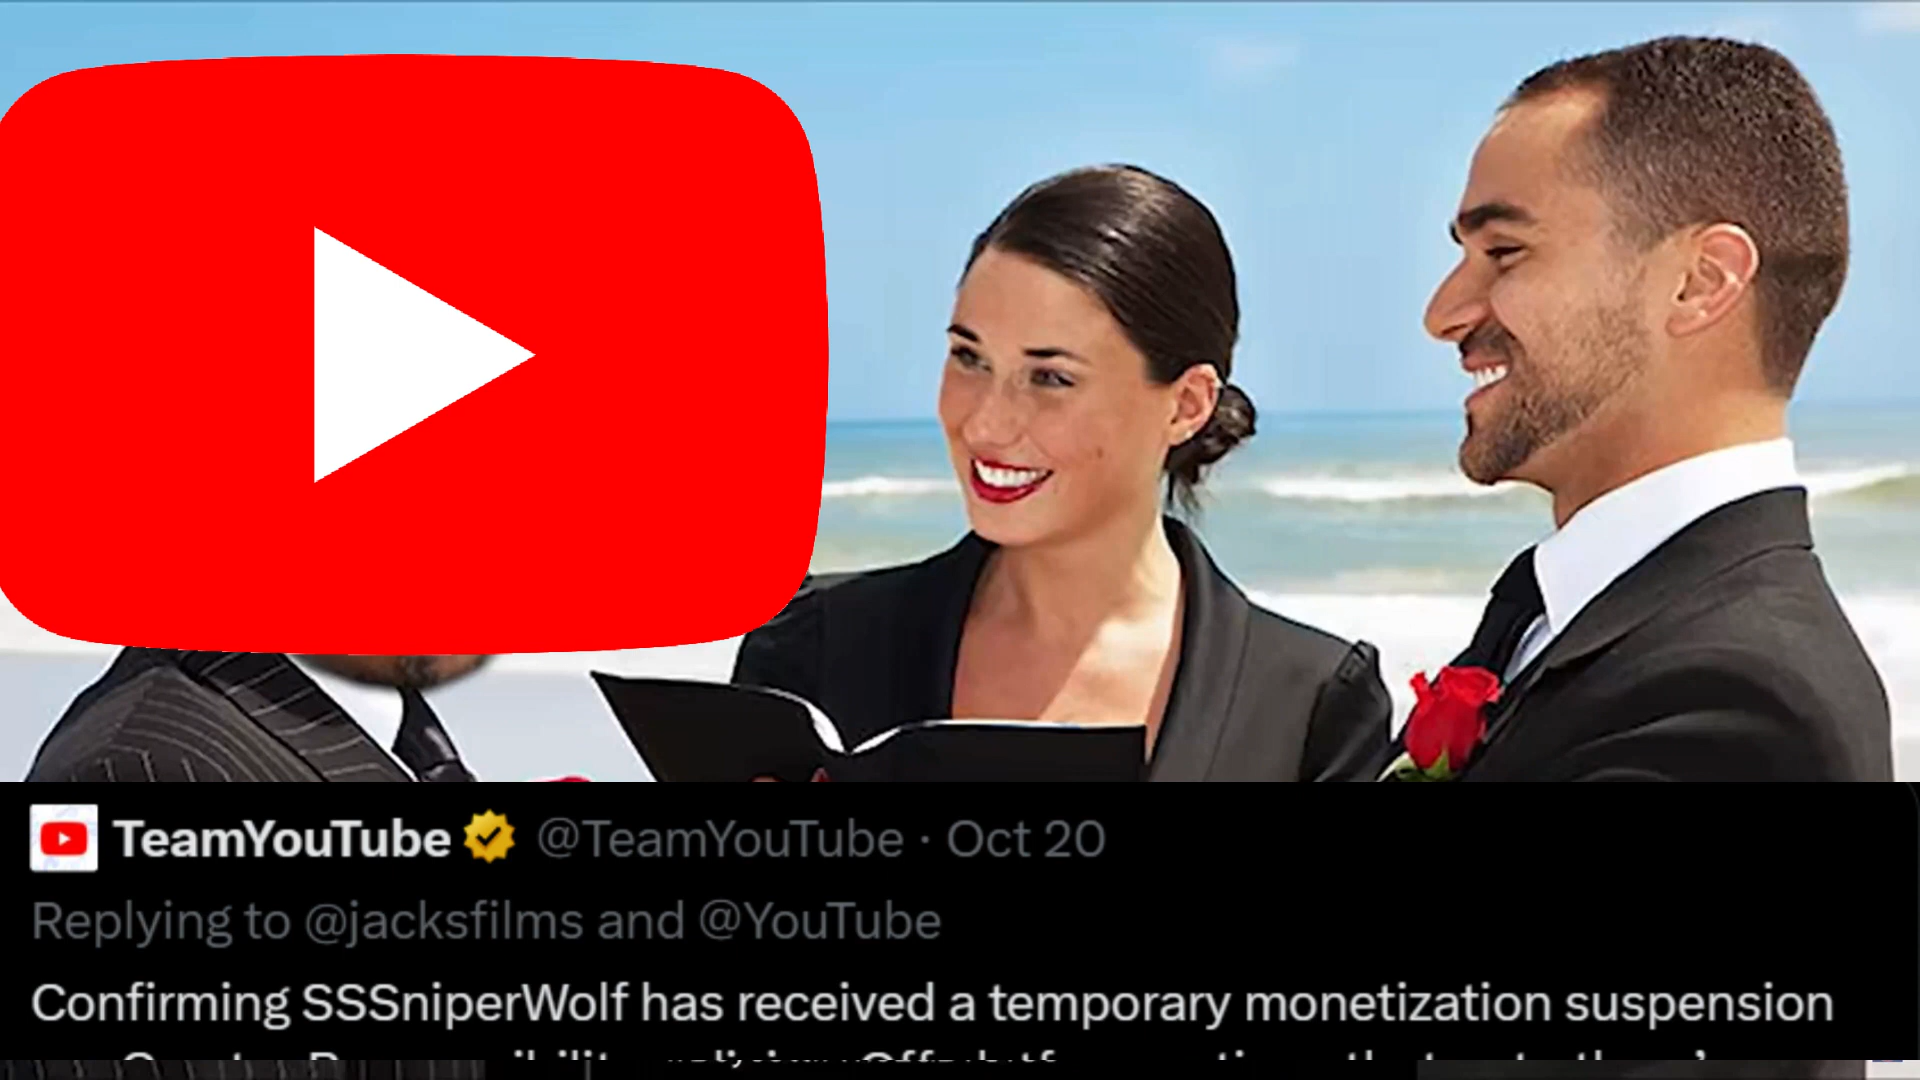 TeamYouTube @TeamYouTube · Oct 20
Replying to @jacksfilms and @YouTube
Confirming SSSniperWolf has received a temporary monetization suspension